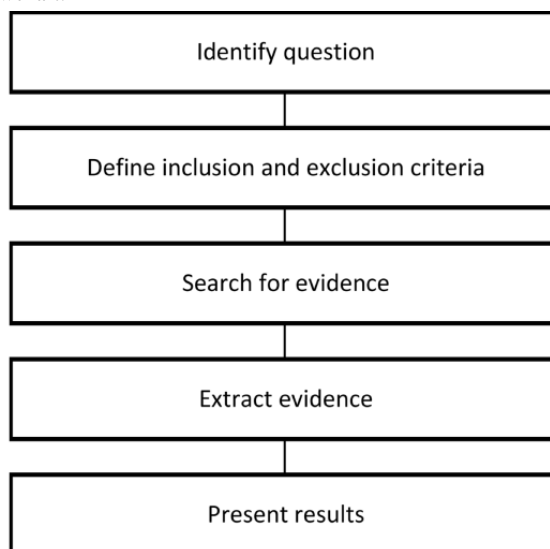 Identify question
Define inclusion and exclusion criteria
Search for evidence
Extract evidence
Present results